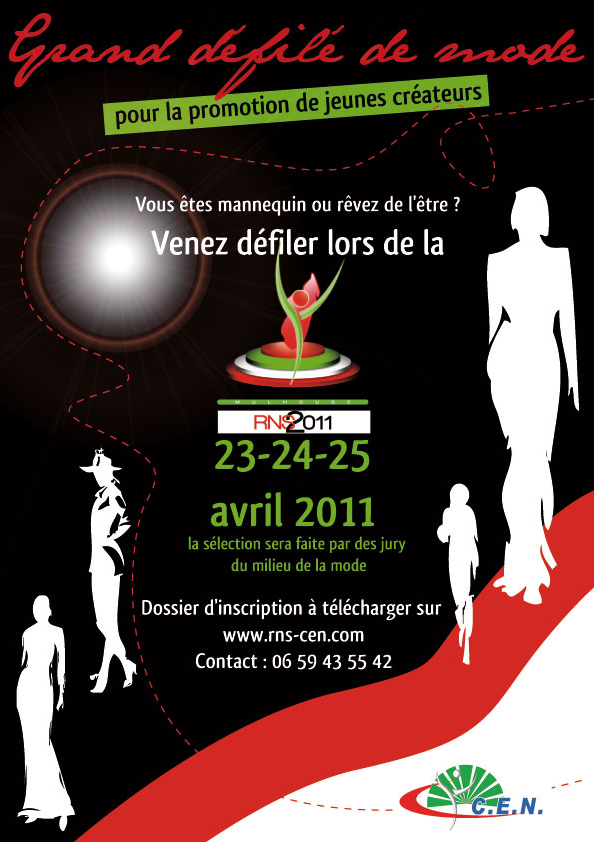 Grand défilé de mode
pour la promotion de jeunes créateurs
Vous êtes mannequin ou rêvez de l'être ?
Venez défiler lors de la
MULHOUSE
RNS 2011
23-24-25
avril 2011
la sélection sera faite par des jury
du milieu de la mode
Dossier d'inscription à télécharger sur
www.rns-cen.com
Contact : 06 59 43 55 42
C.E.N.